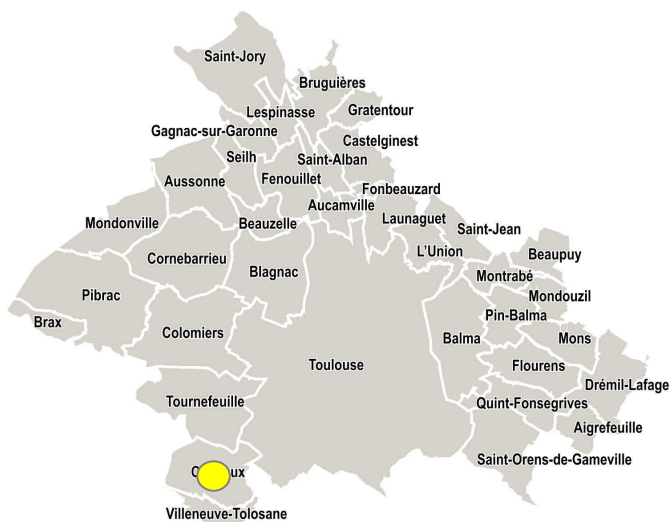 Saint-Jory
Bruguières
Lespinasse
Gratentour
Gagnac-sur-Garonne
Castelginest
Seilh
Saint-Alban
Fenouillet
Aussonne
Fonbeauzard
Aucamville
Launaguet
Mondonville
Beauzelle
Saint-Jean
L'Union
Beaupuy
Cornebarrieu
Blagnac
Montrabé
Mondouzil
Pibrac
Pin-Balma
Brax
Colomiers
Balma
Mons
Toulouse
Flourens
Drémil-Lafage
Tournefeuille
Quint-Fonsegrives
Aigrefeuille
Saint-Orens-de-Gameville
Villeneuve-Tolosane